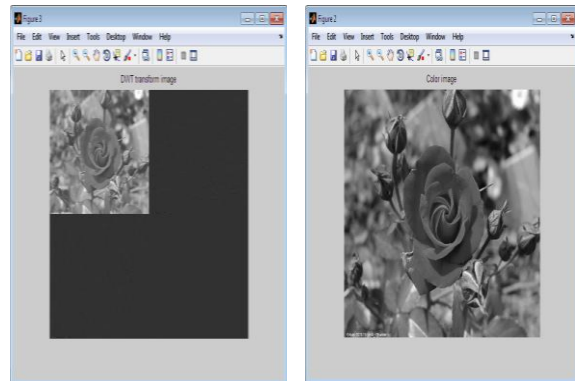 Figure 3
File Edit View Insert Tools Desktop Window Help
DWT transform image
Figure 2
File Edit View Insert Tools Desktop Window Help
Color image